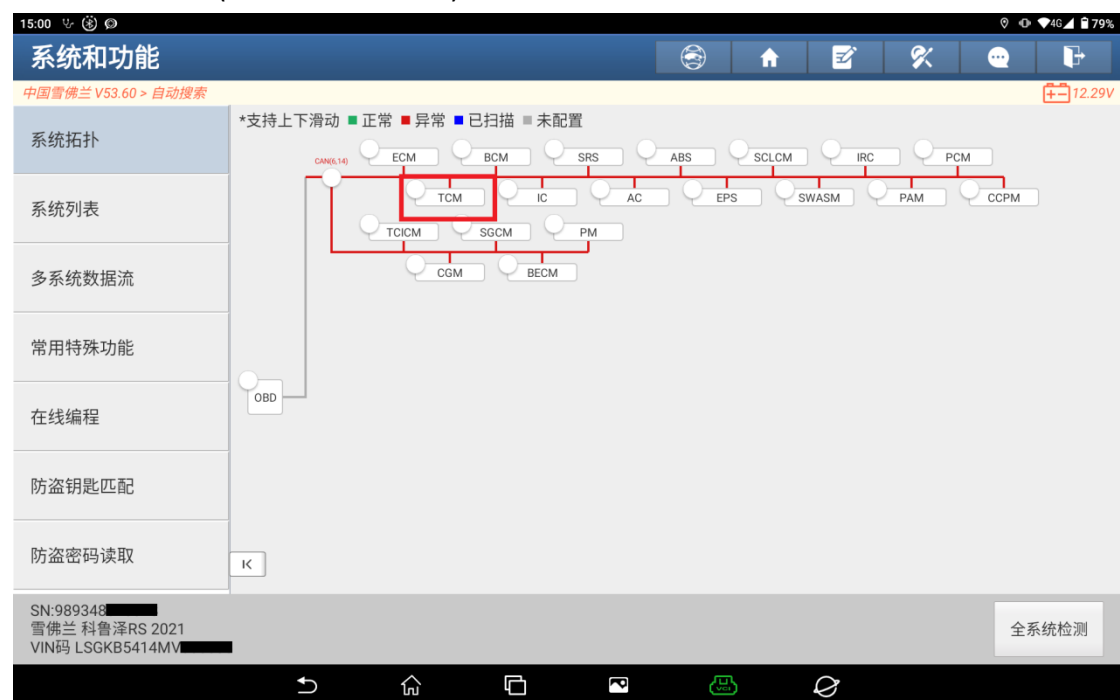 15:00
4G 79%
系统和功能
中国雪佛兰 V53.60 > 自动搜索
12.29V
系统拓扑
*支持上下滑动 正常 异常 已扫描 未配置
CAN(6,14)
ECM BCM SRS ABS SCLCM IRC PCM
TCM IC AC EPS SWASM PAM CCPM
系统列表
TCICM SGCM PM
CGM BECM
多系统数据流
常用特殊功能
OBD
在线编程
防盗钥匙匹配
防盗密码读取
SN:989348
雪佛兰 科鲁泽RS 2021
VIN码 LSGKB5414MV
全系统检测
VCI